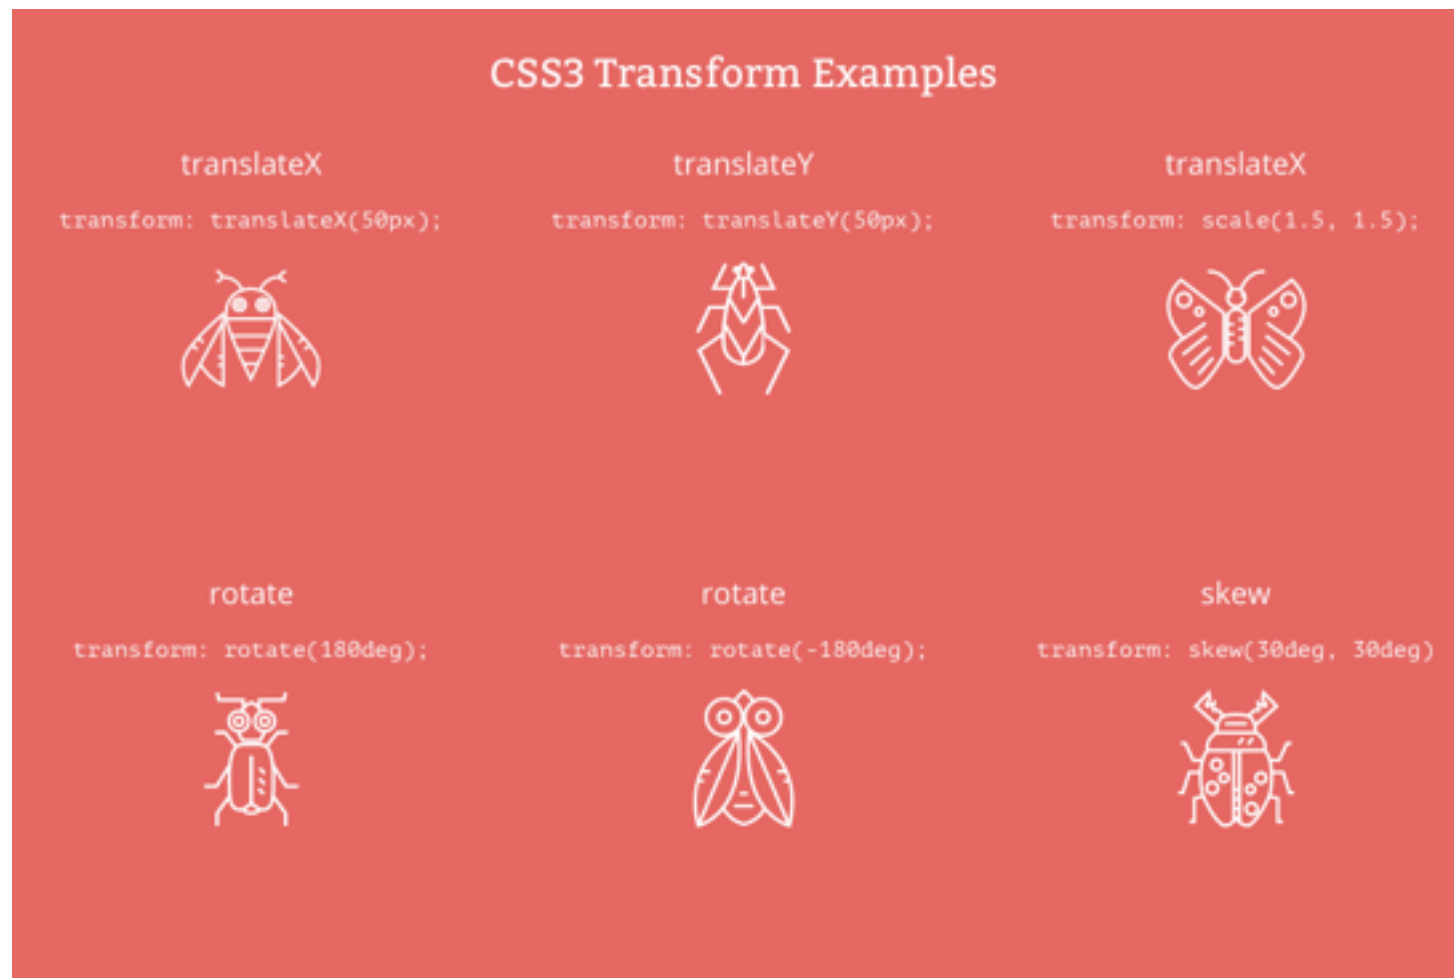 CSS3 Transform Examples
translateX
transform: translateX(50px);
translateY
transform: translateY(50px);
translateX
transform: scale(1.5, 1.5);
rotate
transform: rotate(180deg);
rotate
transform: rotate(-180deg);
skew
transform: skew(30deg, 30deg)